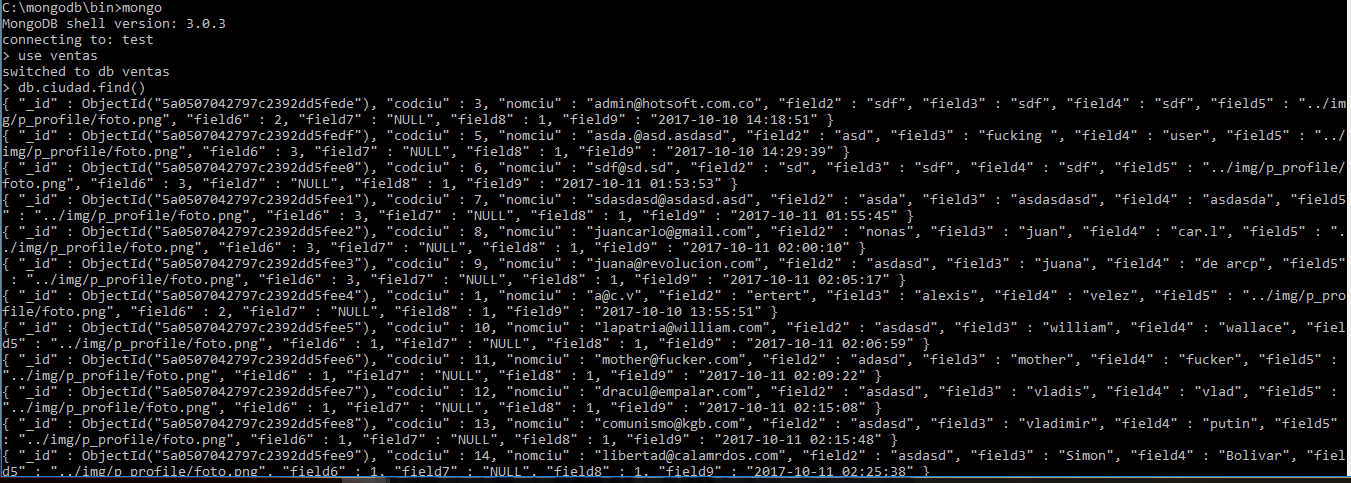 C:\mongodb\bin>mongo
MongoDB shell version: 3.0.3
connecting to: test
> use ventas
switched to db ventas
> db.ciudad.find()
{ "_id" : ObjectId("5a0507042797c2392dd5fede"), "codciu" : 3, "nomciu" : "admin@hotsoft.com.co", "field2" : "sdf", "field3" : "sdf", "field4" : "sdf", "field5" : "../im
g/p_profile/foto.png", "field6" : 2, "field7" : "NULL", "field8" : 1, "field9" : "2017-10-10 14:18:51" }
{ "_id" : ObjectId("5a0507042797c2392dd5fedf"), "codciu" : 5, "nomciu" : "asda.@asd.asdasd", "field2" : "asd", "field3" : "fucking ", "field4" : "user", "field5" : "../
img/p_profile/foto.png", "field6" : 3, "field7" : "NULL", "field8" : 1, "field9" : "2017-10-10 14:29:39" }
{ "_id" : ObjectId("5a0507042797c2392dd5fee0"), "codciu" : 6, "nomciu" : "sdf@sd.sd", "field2" : "sd", "field3" : "sdf", "field4" : "sdf", "field5" : "../img/p_profile/
foto.png", "field6" : 3, "field7" : "NULL", "field8" : 1, "field9" : "2017-10-11 01:53:53" }
{ "_id" : ObjectId("5a0507042797c2392dd5fee1"), "codciu" : 7, "nomciu" : "sdasdasd@asdasd.asd", "field2" : "asda", "field3" : "asdasdasd", "field4" : "asdasda", "field5
" : "../img/p_profile/foto.png", "field6" : 3, "field7" : "NULL", "field8" : 1, "field9" : "2017-10-11 01:55:45" }
{ "_id" : ObjectId("5a0507042797c2392dd5fee2"), "codciu" : 8, "nomciu" : "juancarlo@gmail.com", "field2" : "nonas", "field3" : "juan", "field4" : "car.l", "field5" : ".
./img/p_profile/foto.png", "field6" : 3, "field7" : "NULL", "field8" : 1, "field9" : "2017-10-11 02:00:10" }
{ "_id" : ObjectId("5a0507042797c2392dd5fee3"), "codciu" : 9, "nomciu" : "juana@revolucion.com", "field2" : "asdasd", "field3" : "juana", "field4" : "de arcp", "field5"
 : "../img/p_profile/foto.png", "field6" : 3, "field7" : "NULL", "field8" : 1, "field9" : "2017-10-11 02:05:17" }
{ "_id" : ObjectId("5a0507042797c2392dd5fee4"), "codciu" : 1, "nomciu" : "a@c.v", "field2" : "ertert", "field3" : "alexis", "field4" : "velez", "field5" : "../img/p_pro
file/foto.png", "field6" : 2, "field7" : "NULL", "field8" : 1, "field9" : "2017-10-10 13:55:51" }
{ "_id" : ObjectId("5a0507042797c2392dd5fee5"), "codciu" : 10, "nomciu" : "lapatria@william.com", "field2" : "asdasd", "field3" : "william", "field4" : "wallace", "fiel
d5" : "../img/p_profile/foto.png", "field6" : 1, "field7" : "NULL", "field8" : 1, "field9" : "2017-10-11 02:06:59" }
{ "_id" : ObjectId("5a0507042797c2392dd5fee6"), "codciu" : 11, "nomciu" : "mother@fucker.com", "field2" : "adasd", "field3" : "mother", "field4" : "fucker", "field5" :
"../img/p_profile/foto.png", "field6" : 1, "field7" : "NULL", "field8" : 1, "field9" : "2017-10-11 02:09:22" }
{ "_id" : ObjectId("5a0507042797c2392dd5fee7"), "codciu" : 12, "nomciu" : "dracul@empalar.com", "field2" : "asdasd", "field3" : "vladis", "field4" : "vlad", "field5" :
"../img/p_profile/foto.png", "field6" : 1, "field7" : "NULL", "field8" : 1, "field9" : "2017-10-11 02:15:08" }
{ "_id" : ObjectId("5a0507042797c2392dd5fee8"), "codciu" : 13, "nomciu" : "comunismo@kgb.com", "field2" : "asdasd", "field3" : "vladimir", "field4" : "putin", "field5"
: "../img/p_profile/foto.png", "field6" : 1, "field7" : "NULL", "field8" : 1, "field9" : "2017-10-11 02:15:48" }
{ "_id" : ObjectId("5a0507042797c2392dd5fee9"), "codciu" : 14, "nomciu" : "libertad@calamrdos.com", "field2" : "asdasd", "field3" : "Simon", "field4" : "Bolivar", "fiel
d5" : "../img/p_profile/foto.png", "field6" : 1, "field7" : "NULL", "field8" : 1, "field9" : "2017-10-11 02:25:38" }